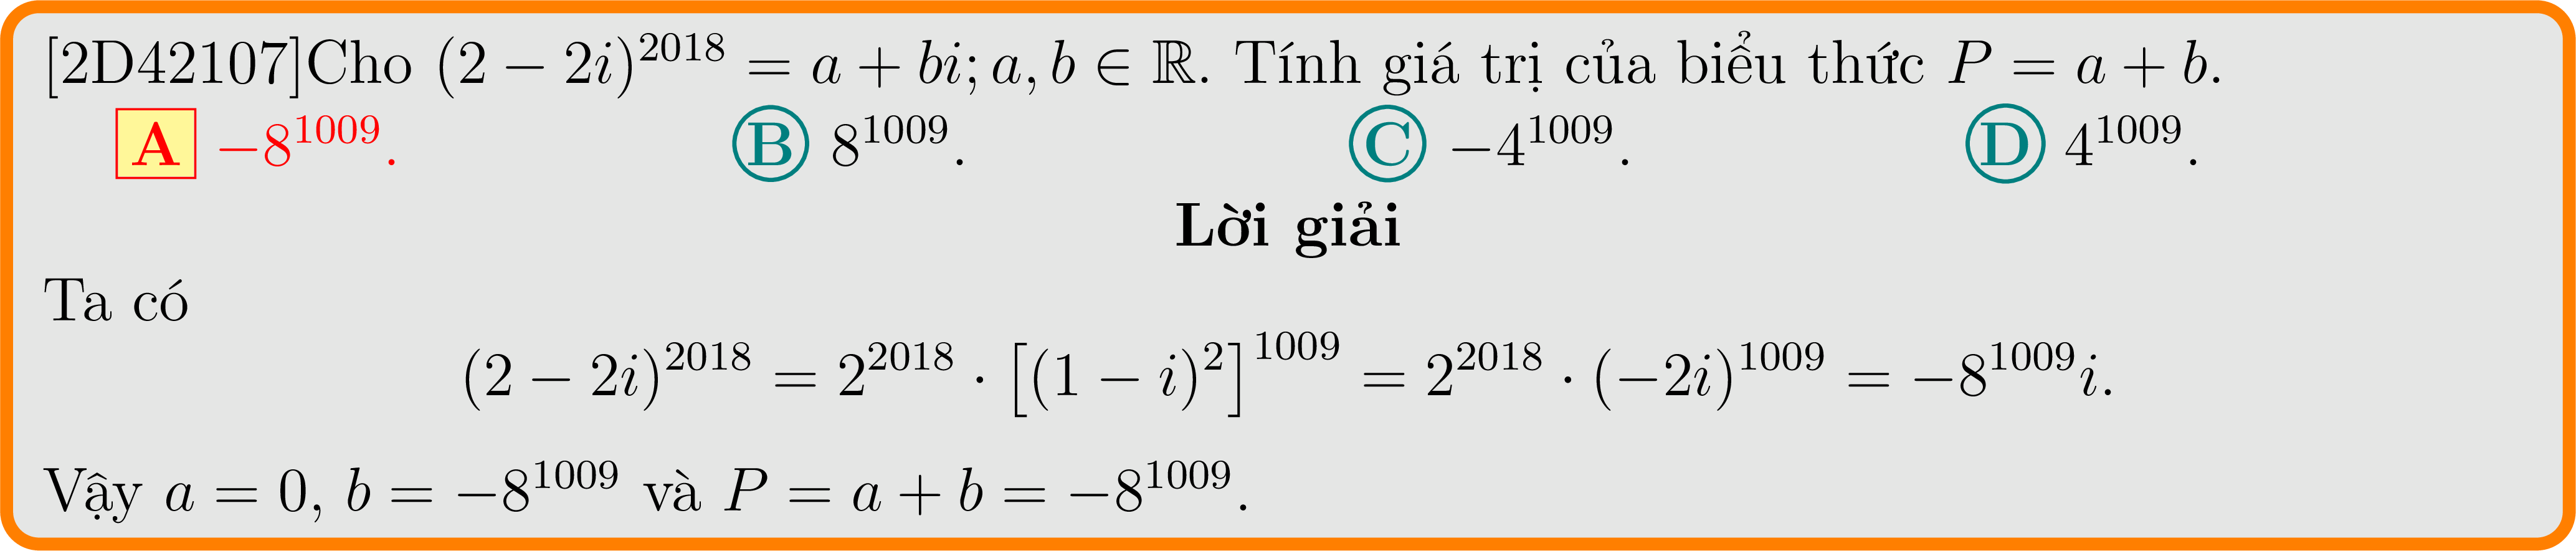 [2D42107]Cho $(2-2i)^{2018} = a+bi; a, b \in \mathbb{R}$. Tính giá trị của biểu thức $P = a+b$.
A $-8^{1009}$. B $8^{1009}$. C $-4^{1009}$. D $4^{1009}$.
Lời giải
Ta có
$(2-2i)^{2018} = 2^{2018} \cdot \left[(1-i)^2\right]^{1009} = 2^{2018} \cdot (-2i)^{1009} = -8^{1009}i.$
Vậy $a = 0$, $b = -8^{1009}$ và $P = a+b = -8^{1009}$.